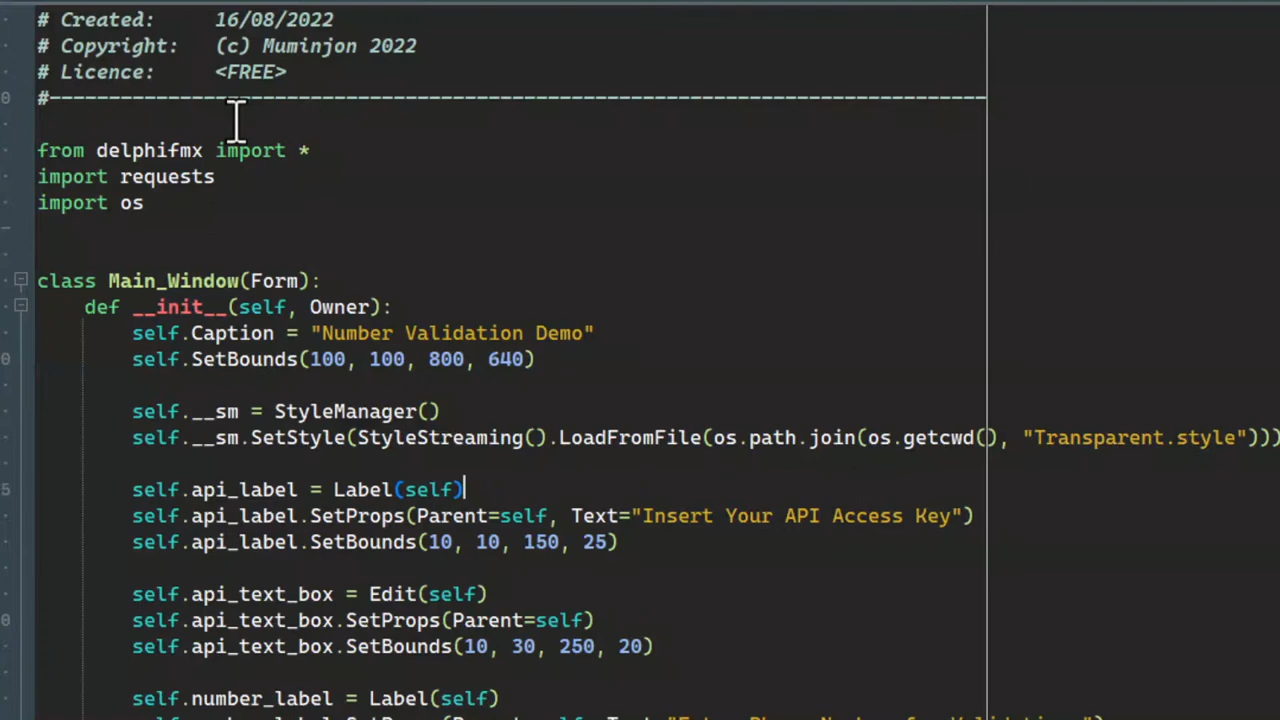 # Created:     16/08/2022
# Copyright:   (c) Muminjon 2022
# Licence:     <FREE>
#-------------------------------------------------------------------------------
from delphifmx import *
import requests
import os
class Main_Window(Form):
    def __init__(self, Owner):
        self.Caption = "Number Validation Demo"
        self.SetBounds(100, 100, 800, 640)
        self.__sm = StyleManager()
        self.__sm.SetStyle(StyleStreaming().LoadFromFile(os.path.join(os.getcwd(), "Transparent.style")))
        self.api_label = Label(self)
        self.api_label.SetProps(Parent=self, Text="Insert Your API Access Key")
        self.api_label.SetBounds(10, 10, 150, 25)
        self.api_text_box = Edit(self)
        self.api_text_box.SetProps(Parent=self)
        self.api_text_box.SetBounds(10, 30, 250, 20)
        self.number_label = Label(self)